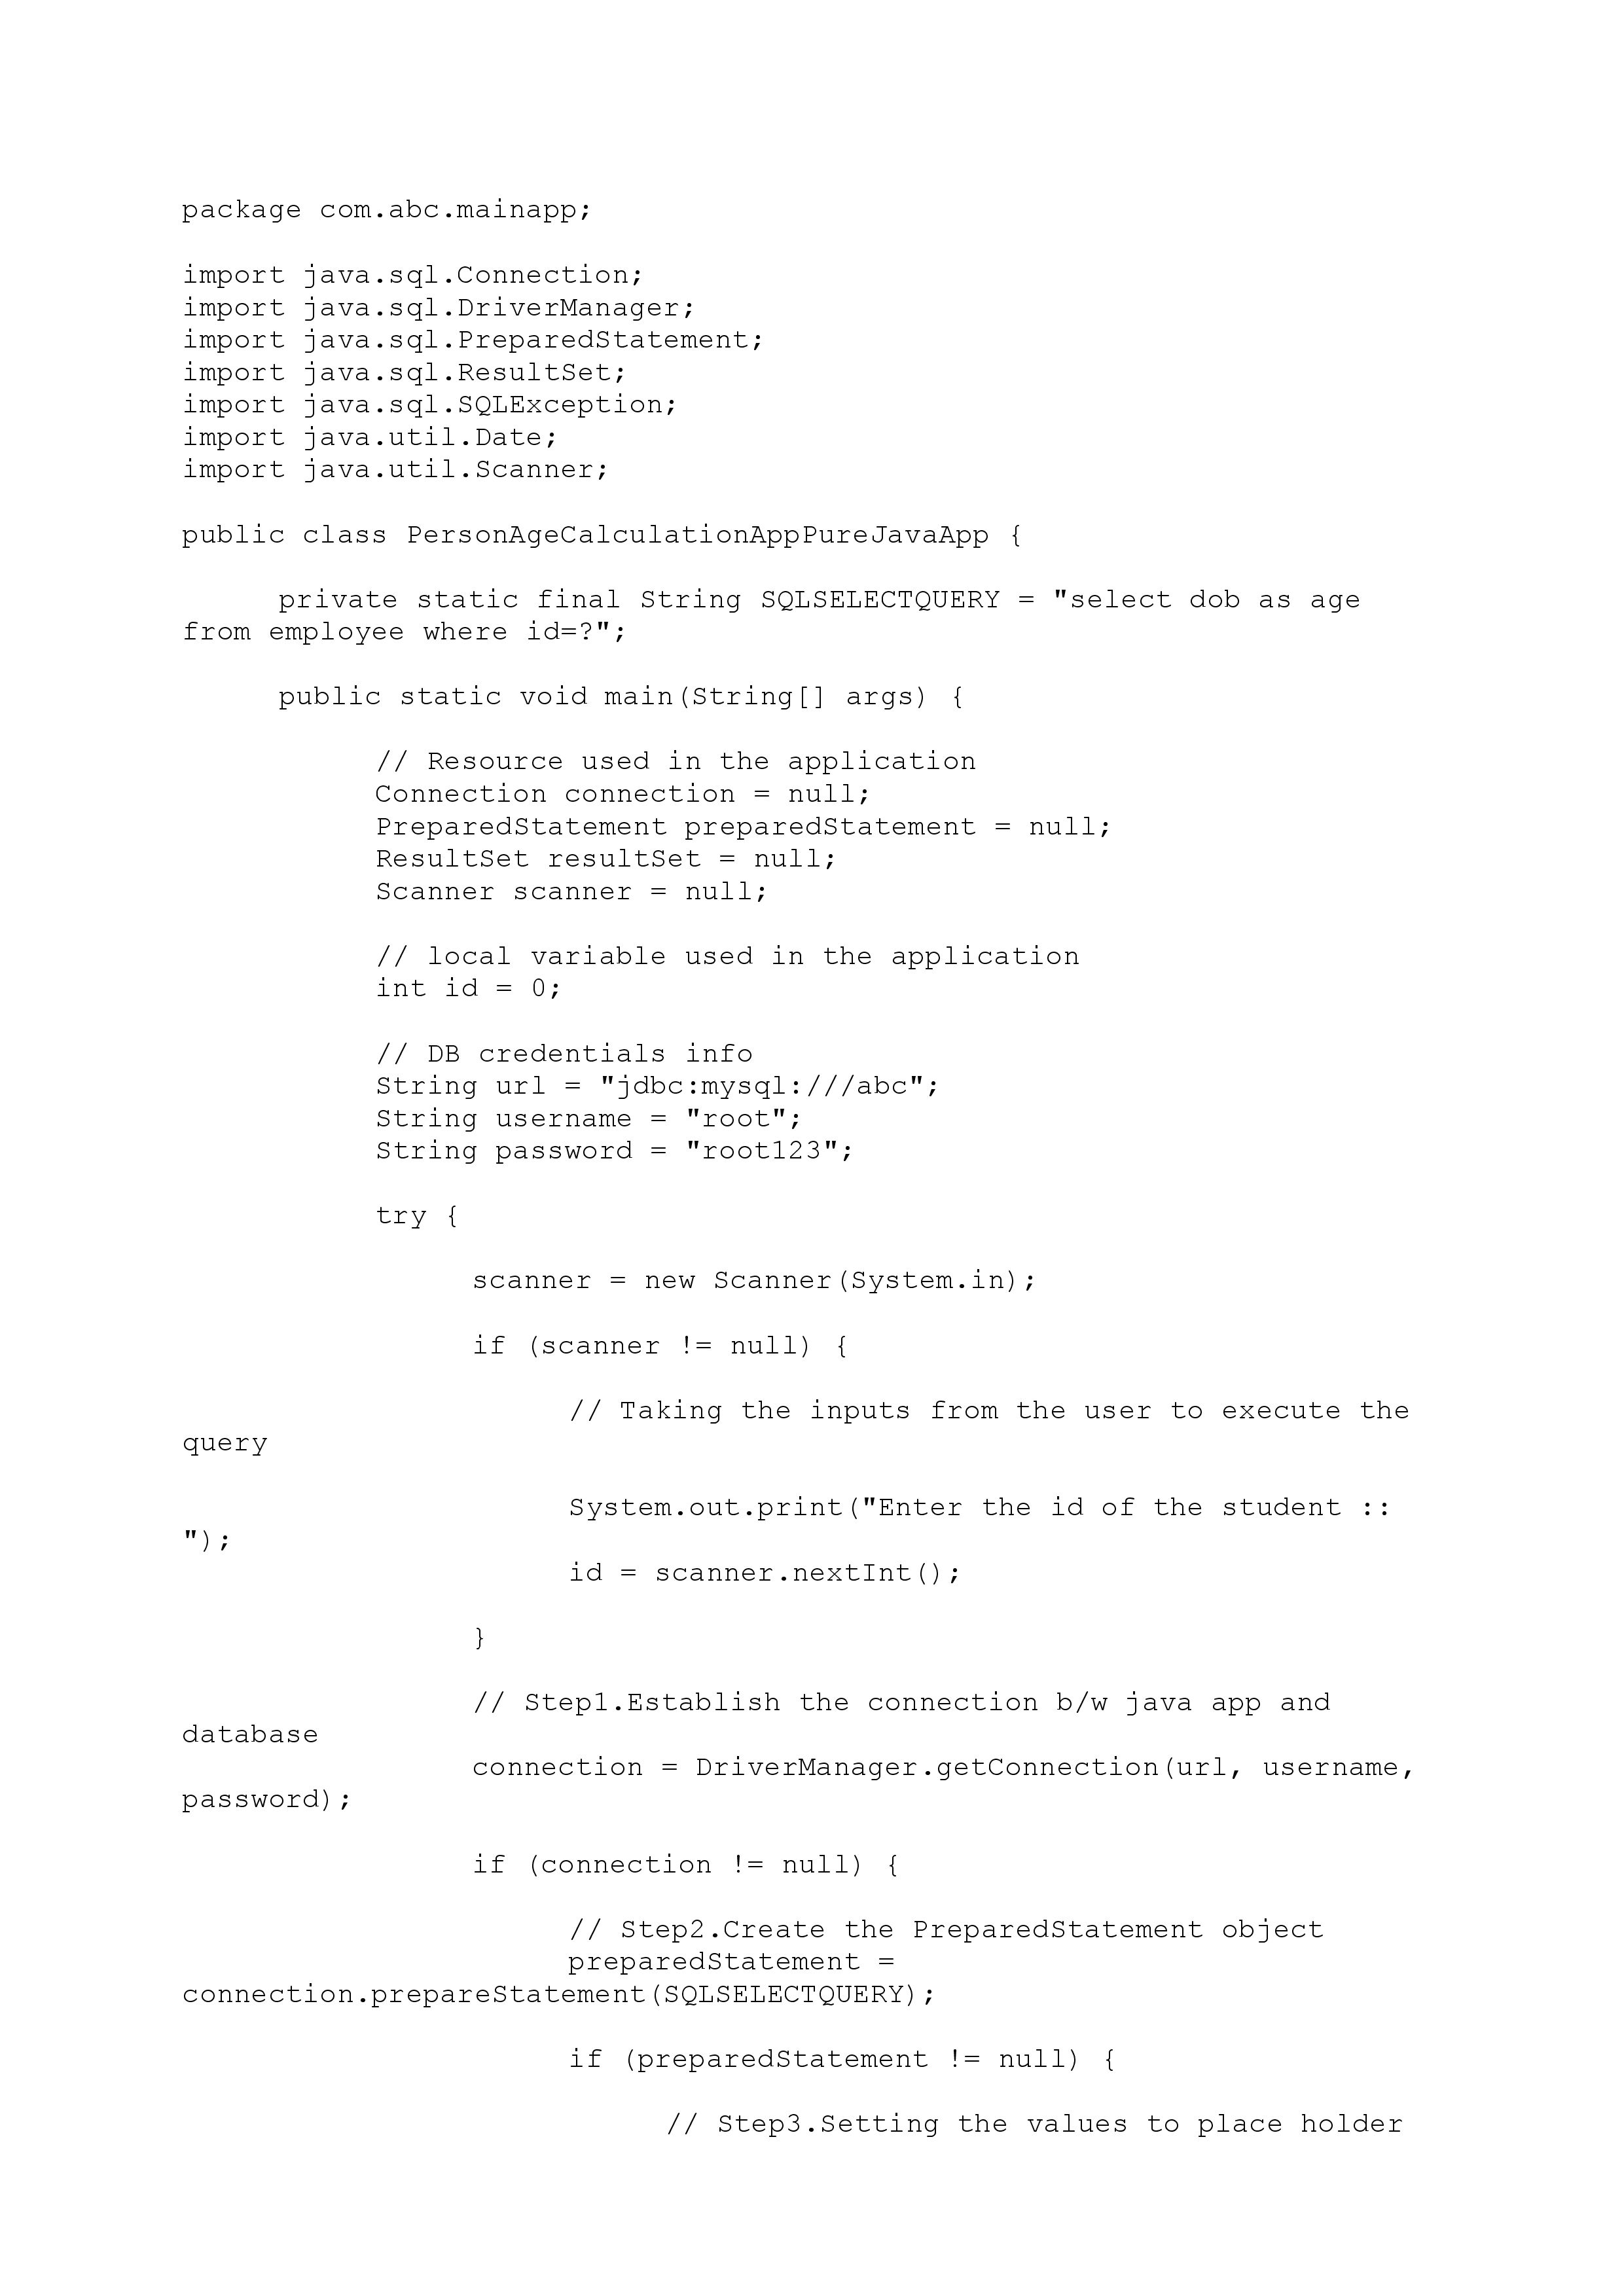 package com.abc.mainapp;
import java.sql.Connection;
import java.sql.DriverManager;
import java.sql.PreparedStatement;
import java.sql.ResultSet;
import java.sql.SQLException;
import java.util.Date;
import java.util.Scanner;
public class PersonAgeCalculationAppPureJavaApp {
private static final String SQLSELECTQUERY = "select dob as age
from employee where id=?";
public static void main(String[] args) {
// Resource used in the application
Connection connection = null;
PreparedStatement preparedStatement = null;
ResultSet resultSet = null;
Scanner scanner = null;
// local variable used in the application
int id = 0;
// DB credentials info
String url = "jdbc:mysql:///abc";
String username = "root";
String password = "root123";
try {
scanner = new Scanner(System.in);
if (scanner != null) {
// Taking the inputs from the user to execute the
query
System.out.print("Enter the id of the student ::
");
id = scanner.nextInt();
}
// Step1.Establish the connection b/w java app and
database
connection = DriverManager.getConnection(url, username,
password);
if (connection != null) {
// Step2.Create the PreparedStatement object
preparedStatement =
connection.prepareStatement(SQLSELECTQUERY);
if (preparedStatement != null) {
// Step3.Setting the values to place holder